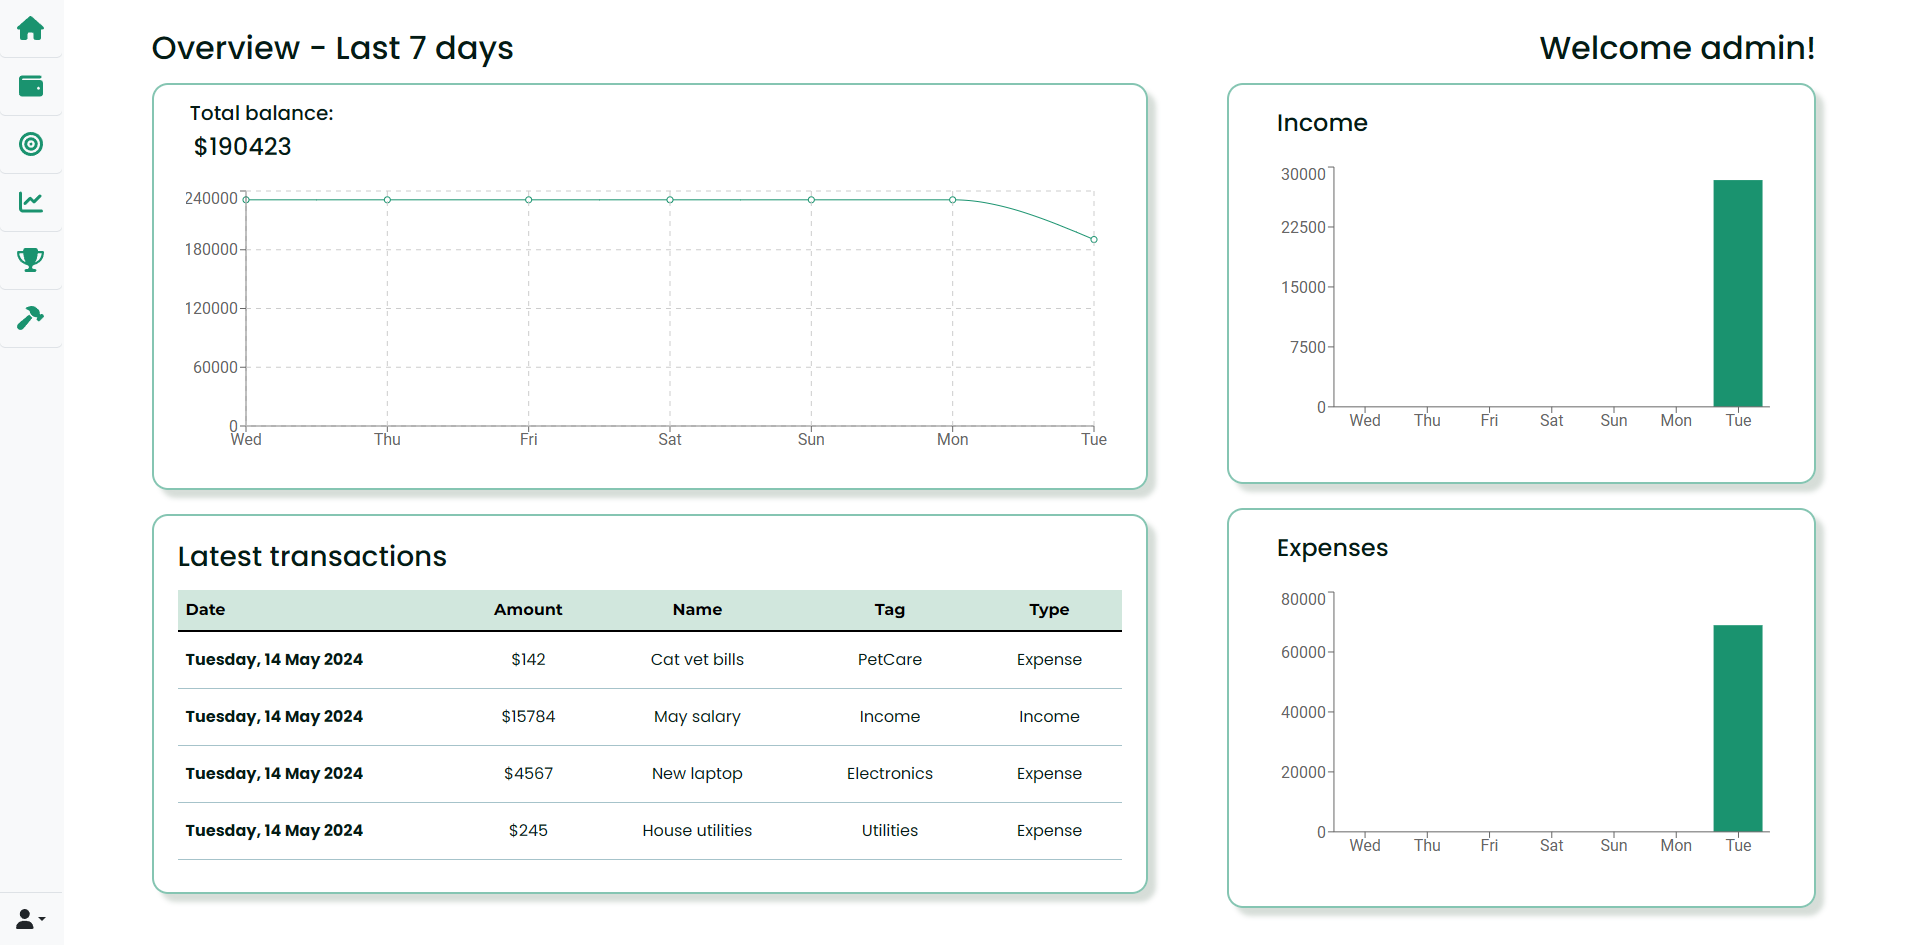 Overview - Last 7 days
Welcome admin!
Total balance:
$190423
240000
180000
120000
60000
0
Wed Thu Fri Sat Sun Mon Tue
Income
30000
22500
15000
7500
0
Wed Thu Fri Sat Sun Mon Tue
Latest transactions
Date Amount Name Tag Type
Tuesday, 14 May 2024 $142 Cat vet bills PetCare Expense
Tuesday, 14 May 2024 $15784 May salary Income Income
Tuesday, 14 May 2024 $4567 New laptop Electronics Expense
Tuesday, 14 May 2024 $245 House utilities Utilities Expense
Expenses
80000
60000
40000
20000
0
Wed Thu Fri Sat Sun Mon Tue